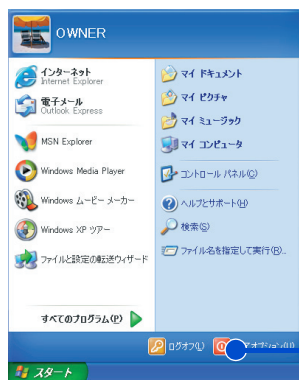 OWNER
インターネット
Internet Explorer
電子メール
Outlook Express
MSN Explorer
Windows Media Player
Windows ムービー メーカー
Windows XP ツアー
ファイルと設定の転送ウィザード
すべてのプログラム(P)
マイ ドキュメント
マイ ピクチャ
マイ ミュージック
マイ コンピュータ
コントロール パネル(C)
ヘルプとサポート(H)
検索(S)
ファイル名を指定して実行(R)...
ログオフ(L)
オプション(U)
スタート